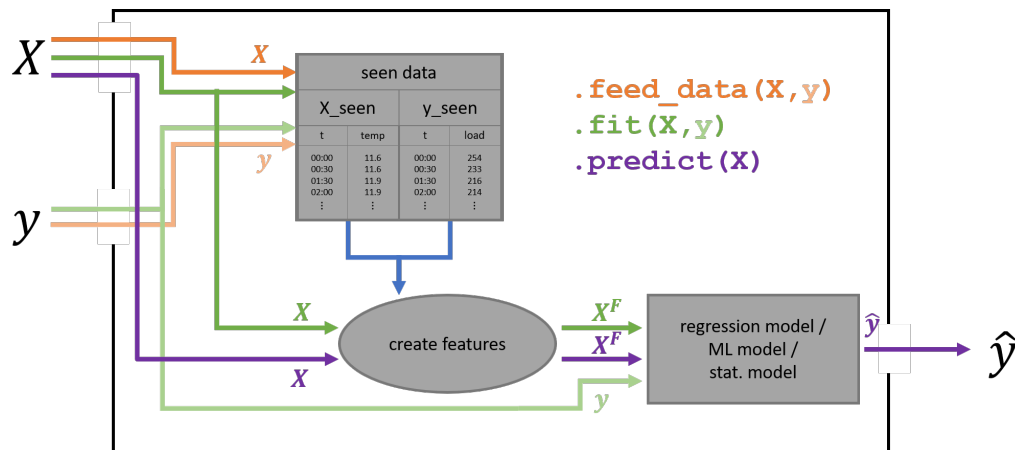 X
y
X
y
seen data
X_seen y_seen
t temp t load
00:00 11.6 00:00 254
00:30 11.6 00:30 233
01:30 11.9 01:30 216
02:00 11.9 02:00 214
⋮ ⋮ ⋮ ⋮
.feed_data(X,y)
.fit(X,y)
.predict(X)
X
X
create features
X^F
X^F
y
regression model /
ML model /
stat. model
ŷ
ŷ